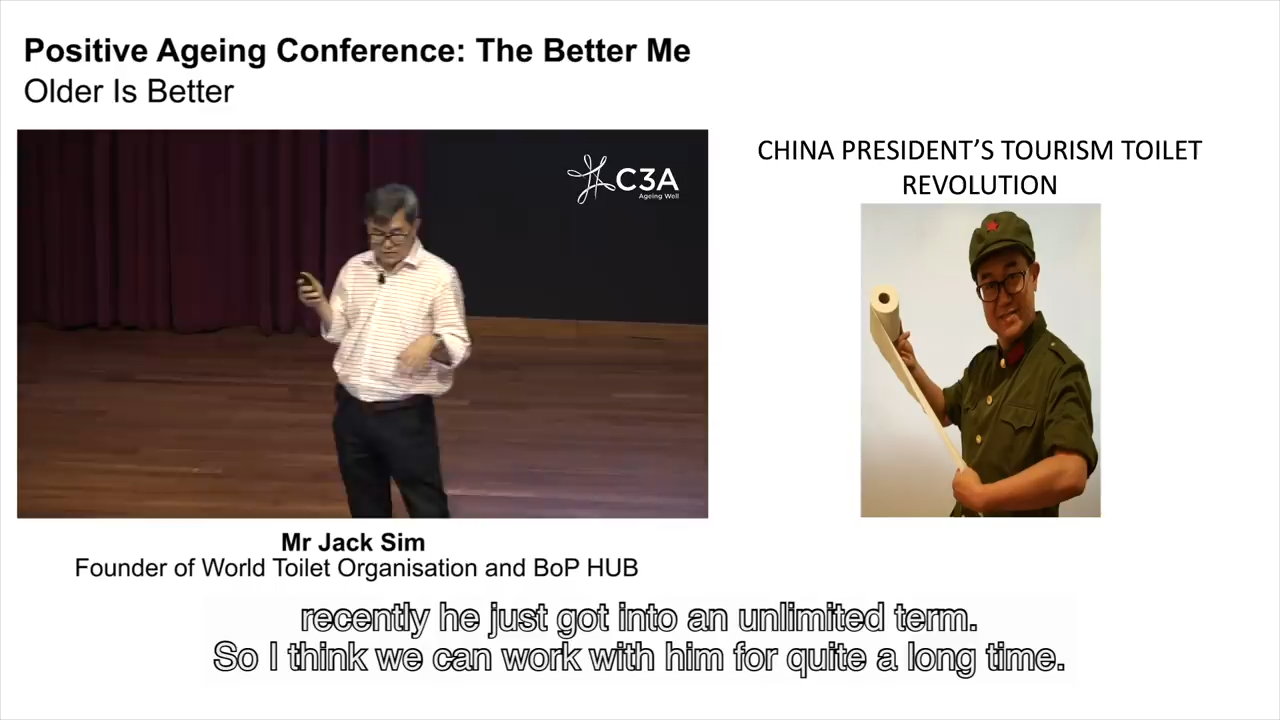 Positive Ageing Conference: The Better Me
Older Is Better
C3A
Ageing Well
CHINA PRESIDENT’S TOURISM TOILET
REVOLUTION
Mr Jack Sim
Founder of World Toilet Organisation and BoP HUB
recently he just got into an unlimited term.
So I think we can work with him for quite a long time.